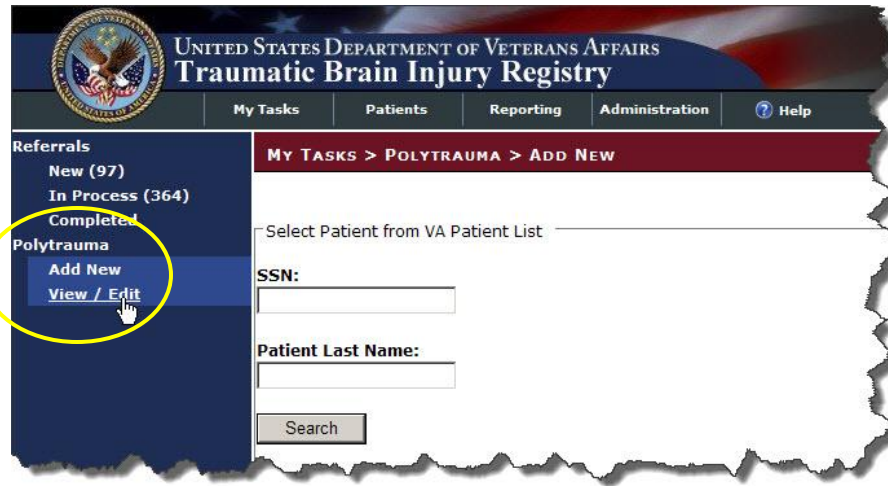 UNITED STATES DEPARTMENT OF VETERANS AFFAIRS
Traumatic Brain Injury Registry
My Tasks Patients Reporting Administration ? Help
Referrals
New (97)
In Process (364)
Completed
Polytrauma
Add New
View / Edit
MY TASKS > POLYTRAUMA > ADD NEW
Select Patient from VA Patient List
SSN:
Patient Last Name:
Search